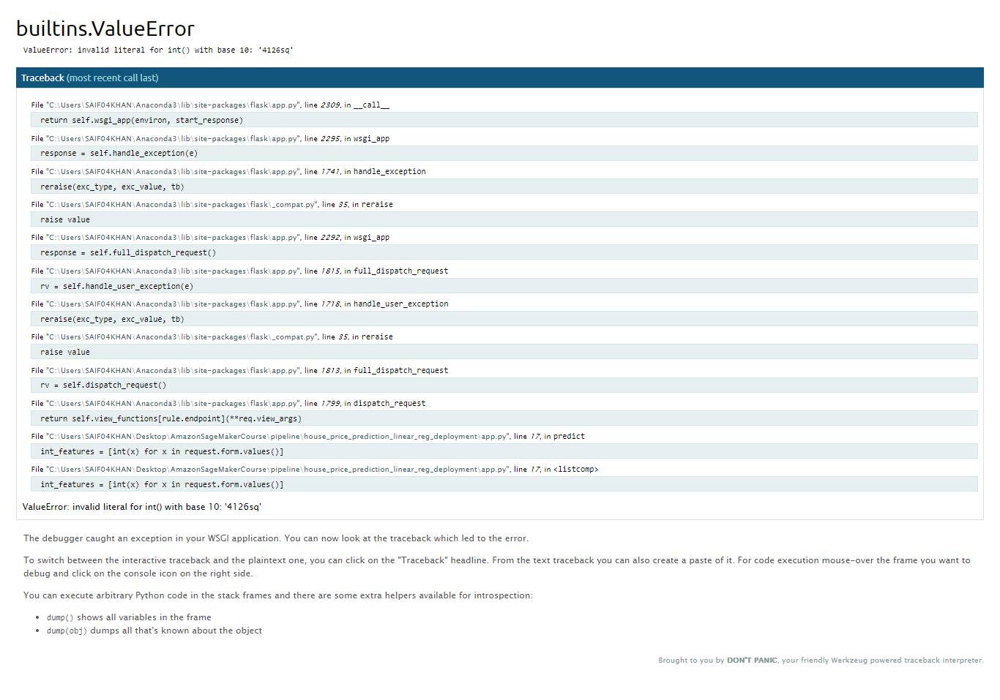 builtins.ValueError
ValueError: invalid literal for int() with base 10: '4126sq'
Traceback (most recent call last)
File "C:\Users\SAIF04KHAN\Anaconda3\lib\site-packages\flask\app.py", line 2309, in __call__
return self.wsgi_app(environ, start_response)
File "C:\Users\SAIF04KHAN\Anaconda3\lib\site-packages\flask\app.py", line 2295, in wsgi_app
response = self.handle_exception(e)
File "C:\Users\SAIF04KHAN\Anaconda3\lib\site-packages\flask\app.py", line 1741, in handle_exception
reraise(exc_type, exc_value, tb)
File "C:\Users\SAIF04KHAN\Anaconda3\lib\site-packages\flask\_compat.py", line 35, in reraise
raise value
File "C:\Users\SAIF04KHAN\Anaconda3\lib\site-packages\flask\app.py", line 2292, in wsgi_app
response = self.full_dispatch_request()
File "C:\Users\SAIF04KHAN\Anaconda3\lib\site-packages\flask\app.py", line 1815, in full_dispatch_request
rv = self.handle_user_exception(e)
File "C:\Users\SAIF04KHAN\Anaconda3\lib\site-packages\flask\app.py", line 1718, in handle_user_exception
reraise(exc_type, exc_value, tb)
File "C:\Users\SAIF04KHAN\Anaconda3\lib\site-packages\flask\_compat.py", line 35, in reraise
raise value
File "C:\Users\SAIF04KHAN\Anaconda3\lib\site-packages\flask\app.py", line 1813, in full_dispatch_request
rv = self.dispatch_request()
File "C:\Users\SAIF04KHAN\Anaconda3\lib\site-packages\flask\app.py", line 1799, in dispatch_request
return self.view_functions[rule.endpoint](**req.view_args)
File "C:\Users\SAIF04KHAN\Desktop\AmazonSageMakerCourse\pipeline\house_price_prediction_linear_reg_deployment\app.py", line 17, in predict
int_features = [int(x) for x in request.form.values()]
File "C:\Users\SAIF04KHAN\Desktop\AmazonSageMakerCourse\pipeline\house_price_prediction_linear_reg_deployment\app.py", line 17, in <listcomp>
int_features = [int(x) for x in request.form.values()]
ValueError: invalid literal for int() with base 10: '4126sq'
The debugger caught an exception in your WSGI application. You can now look at the traceback which led to the error.
To switch between the interactive traceback and the plaintext one, you can click on the "Traceback" headline. From the text traceback you can also create a paste of it. For code execution mouse-over the frame you want to
debug and click on the console icon on the right side.
You can execute arbitrary Python code in the stack frames and there are some extra helpers available for introspection:
• dump() shows all variables in the frame
• dump(obj) dumps all that's known about the object
Brought to you by DON'T PANIC, your friendly Werkzeug powered traceback interpreter.